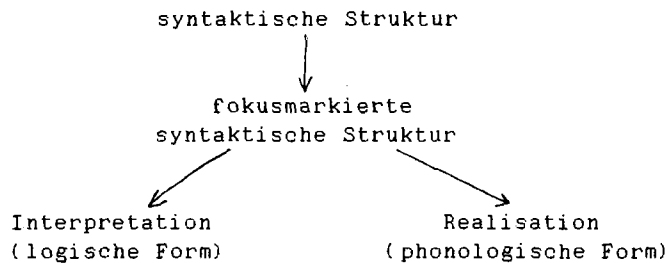 syntaktische Struktur
fokusmarkierte
syntaktische Struktur
Interpretation
(logische Form)
Realisation
(phonologische Form)